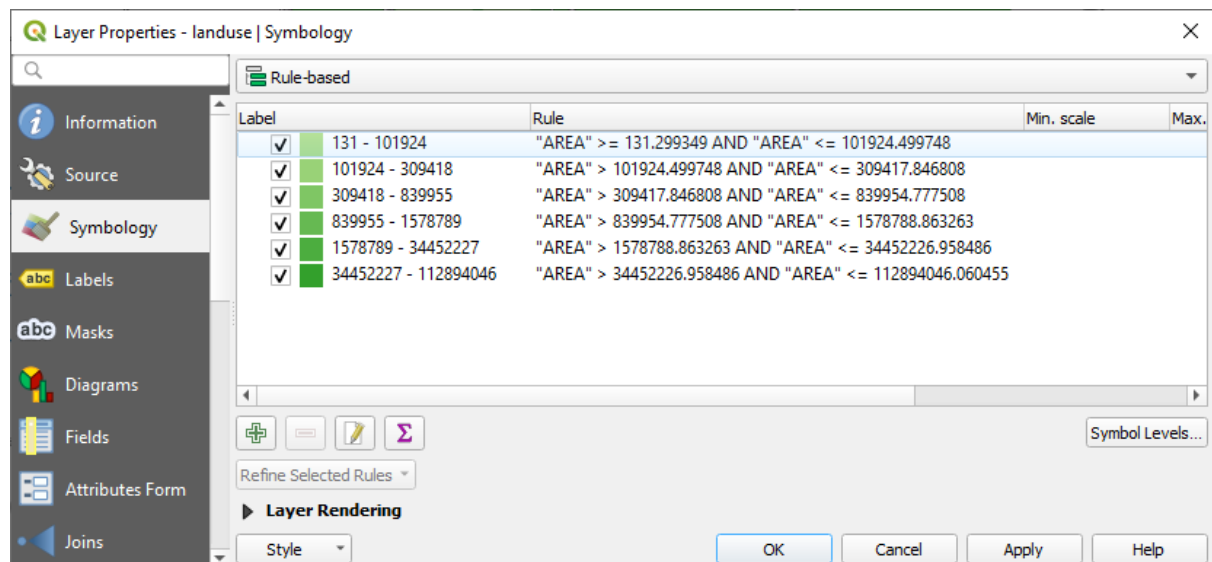 Layer Properties - landuse | Symbology
Rule-based
Information
Source
Symbology
abc Labels
abc Masks
Diagrams
Fields
Attributes Form
Joins
Label Rule Min. scale Max.
131 - 101924 "AREA" >= 131.299349 AND "AREA" <= 101924.499748
101924 - 309418 "AREA" > 101924.499748 AND "AREA" <= 309417.846808
309418 - 839955 "AREA" > 309417.846808 AND "AREA" <= 839954.777508
839955 - 1578789 "AREA" > 839954.777508 AND "AREA" <= 1578788.863263
1578789 - 34452227 "AREA" > 1578788.863263 AND "AREA" <= 34452226.958486
34452227 - 112894046 "AREA" > 34452226.958486 AND "AREA" <= 112894046.060455
Σ
Symbol Levels...
Refine Selected Rules
Layer Rendering
Style OK Cancel Apply Help